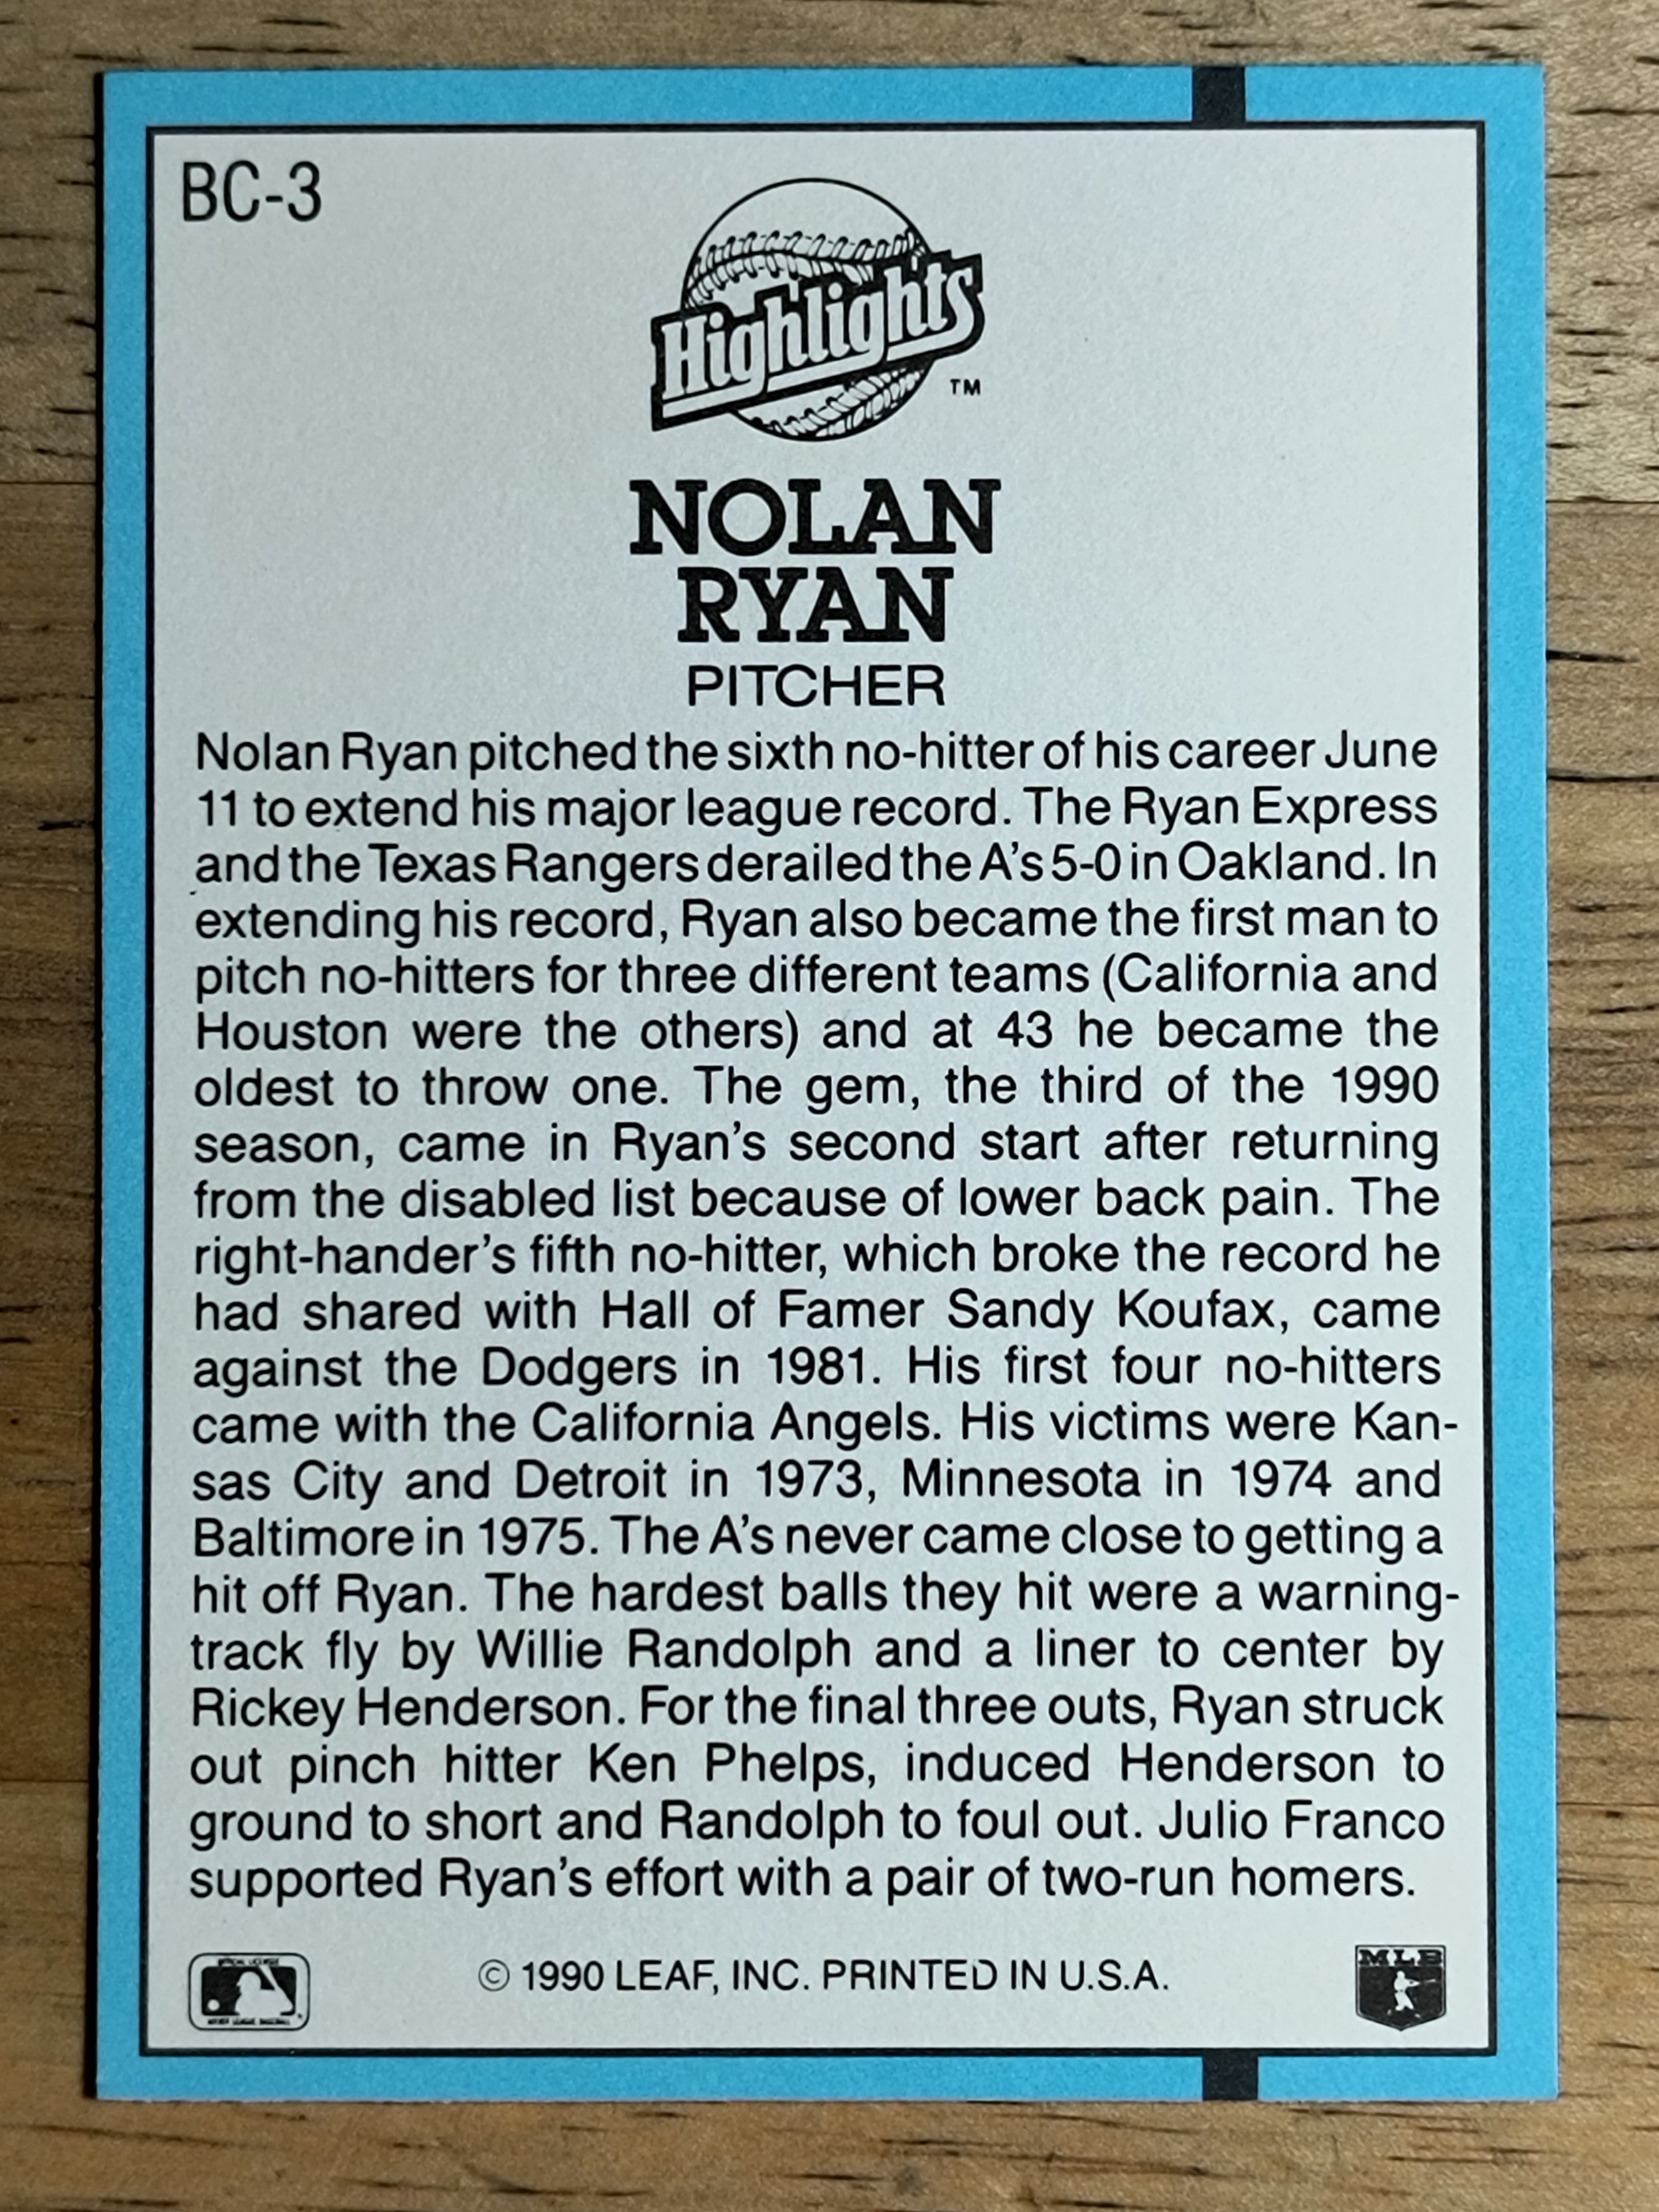 BC-3
Highlights
TM
NOLAN
RYAN
PITCHER
Nolan Ryan pitched the sixth no-hitter of his career June
11 to extend his major league record. The Ryan Express
and the Texas Rangers derailed the A's 5-0 in Oakland. In
extending his record, Ryan also became the first man to
pitch no-hitters for three different teams (California and
Houston were the others) and at 43 he became the
oldest to throw one. The gem, the third of the 1990
season, came in Ryan's second start after returning
from the disabled list because of lower back pain. The
right-hander's fifth no-hitter, which broke the record he
had shared with Hall of Famer Sandy Koufax, came
against the Dodgers in 1981. His first four no-hitters
came with the California Angels. His victims were Kan-
sas City and Detroit in 1973, Minnesota in 1974 and
Baltimore in 1975. The A's never came close to getting a
hit off Ryan. The hardest balls they hit were a warning-
track fly by Willie Randolph and a liner to center by
Rickey Henderson. For the final three outs, Ryan struck
out pinch hitter Ken Phelps, induced Henderson to
ground to short and Randolph to foul out. Julio Franco
supported Ryan's effort with a pair of two-run homers.
© 1990 LEAF, INC. PRINTED IN U.S.A.
MLB